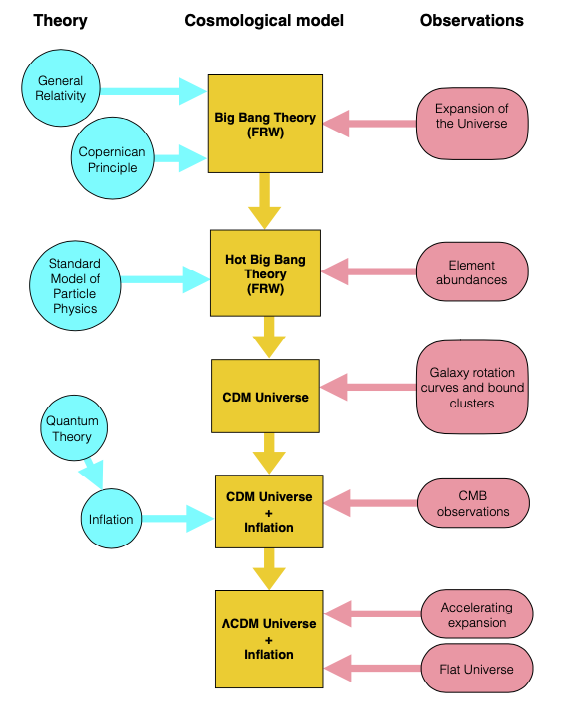 Theory
Cosmological model
Observations
General
Relativity
Copernican
Principle
Big Bang Theory
(FRW)
Expansion of
the Universe
Standard
Model of
Particle
Physics
Hot Big Bang
Theory
(FRW)
Element
abundances
CDM Universe
Galaxy rotation
curves and bound
clusters
Quantum
Theory
Inflation
CDM Universe
+
Inflation
CMB
observations
ΛCDM Universe
+
Inflation
Accelerating
expansion
Flat Universe